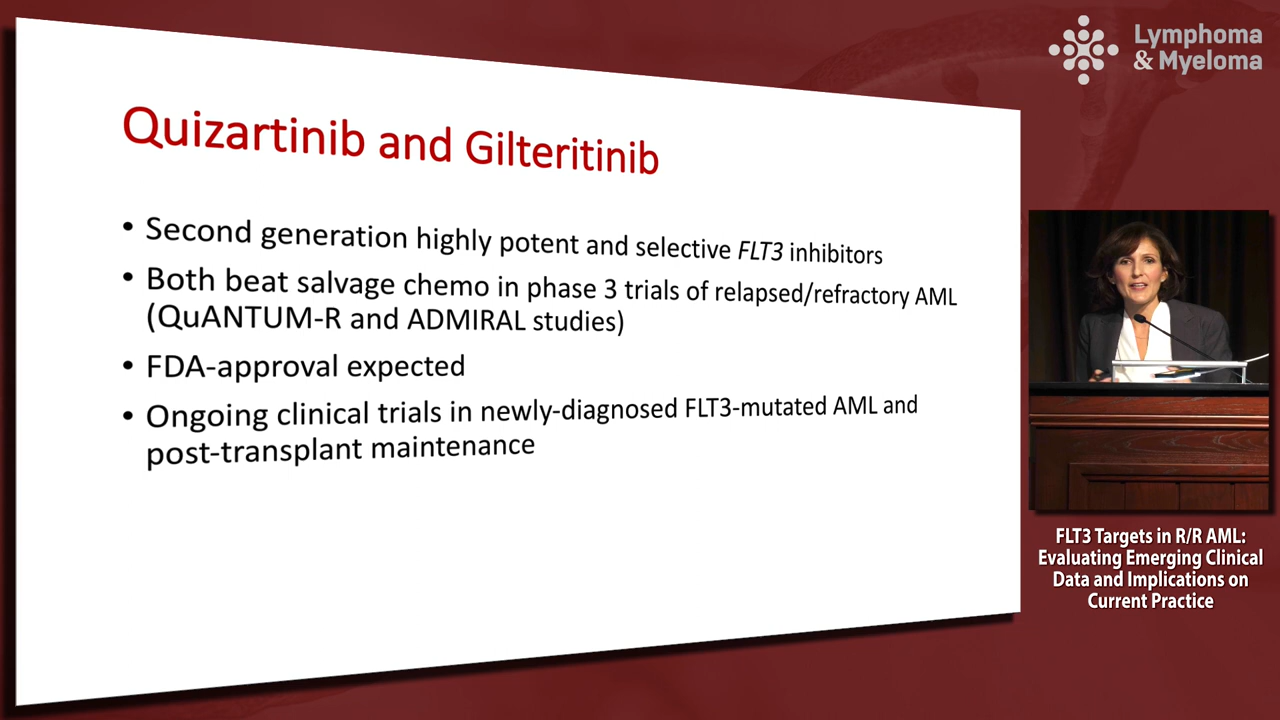 Lymphoma
& Myeloma
Quizartinib and Gilteritinib
• Second generation highly potent and selective FLT3 inhibitors
• Both beat salvage chemo in phase 3 trials of relapsed/refractory AML
(QuANTUM-R and ADMIRAL studies)
• FDA-approval expected
• Ongoing clinical trials in newly-diagnosed FLT3-mutated AML and
post-transplant maintenance
FLT3 Targets in R/R AML:
Evaluating Emerging Clinical
Data and Implications on
Current Practice